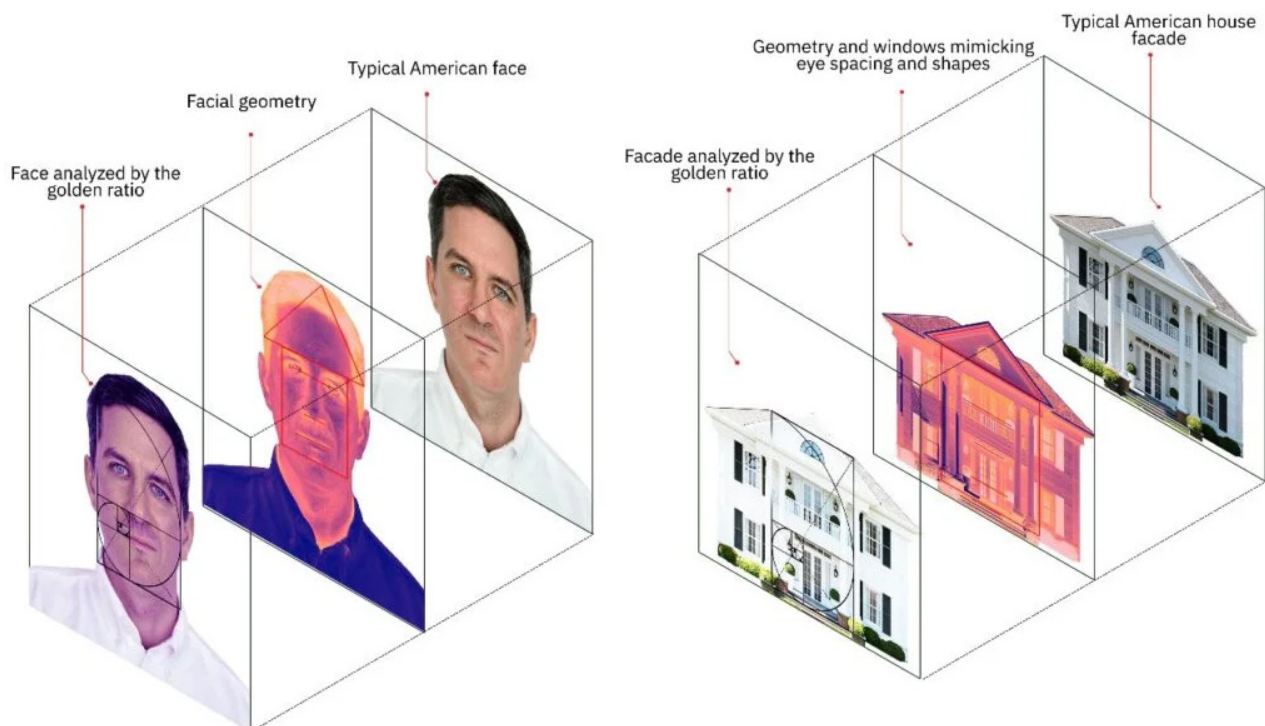 Typical American face
Facial geometry
Face analyzed by the
golden ratio
Typical American house
facade
Geometry and windows mimicking
eye spacing and shapes
Facade analyzed by the
golden ratio